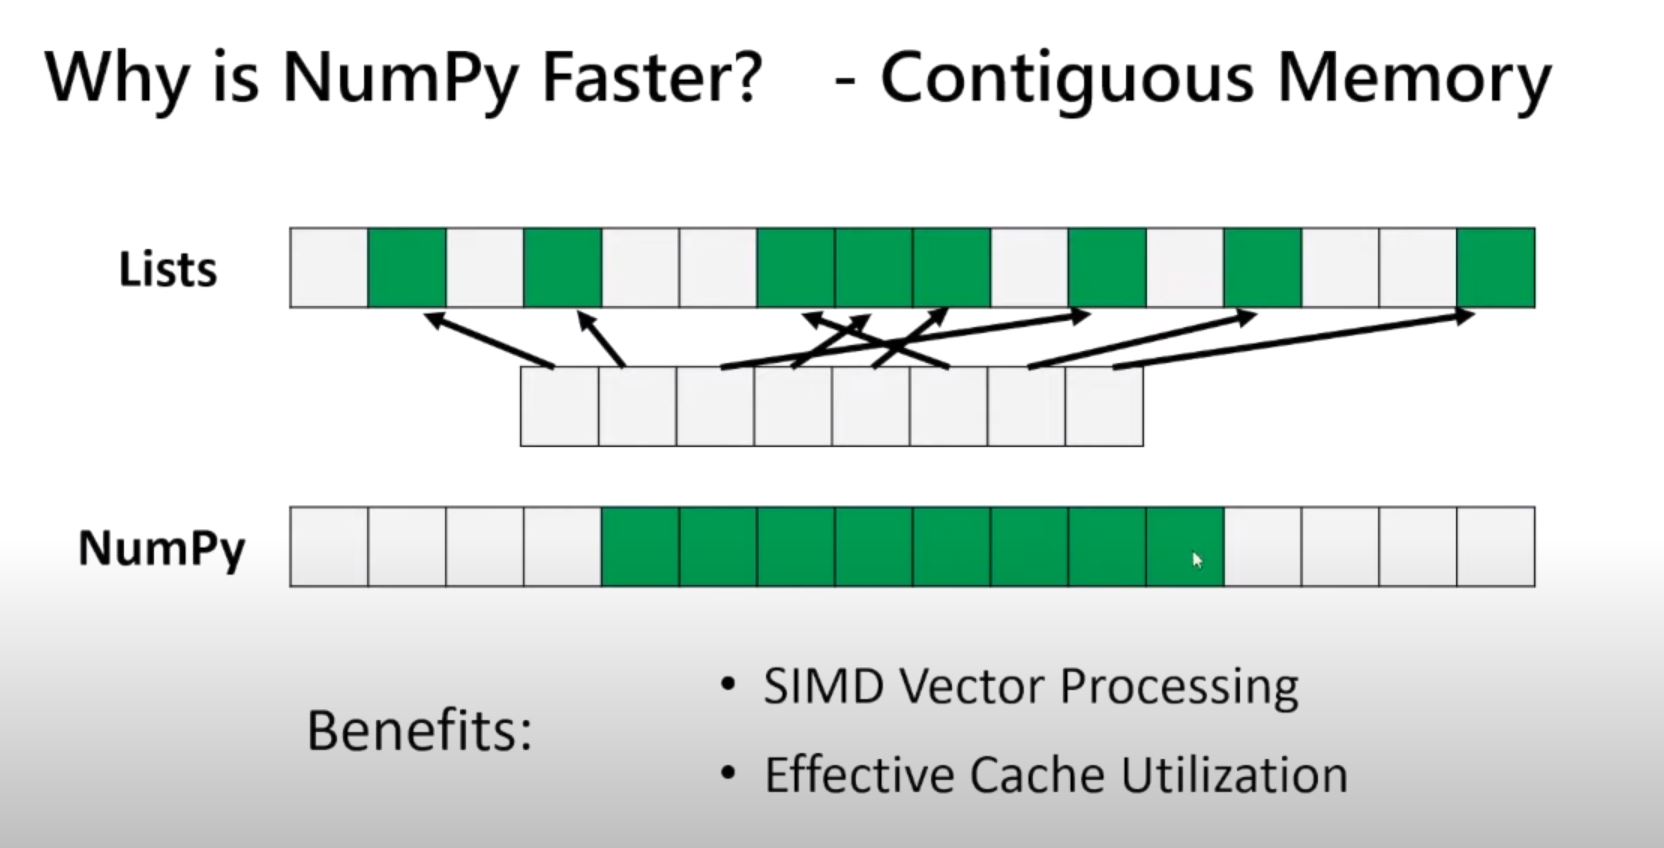 Why is NumPy Faster? - Contiguous Memory
Lists
NumPy
Benefits:
• SIMD Vector Processing
• Effective Cache Utilization